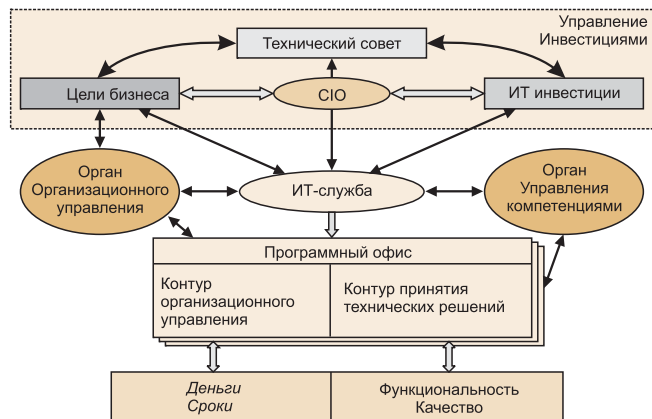 Управление
Инвестициями
Технический совет
Цели бизнеса
CIO
ИТ инвестиции
Орган
Организационного
управления
ИТ-служба
Орган
Управления
компетенциями
Программный офис
Контур
организационного
управления
Контур принятия
технических решений
Деньги
Сроки
Функциональность
Качество